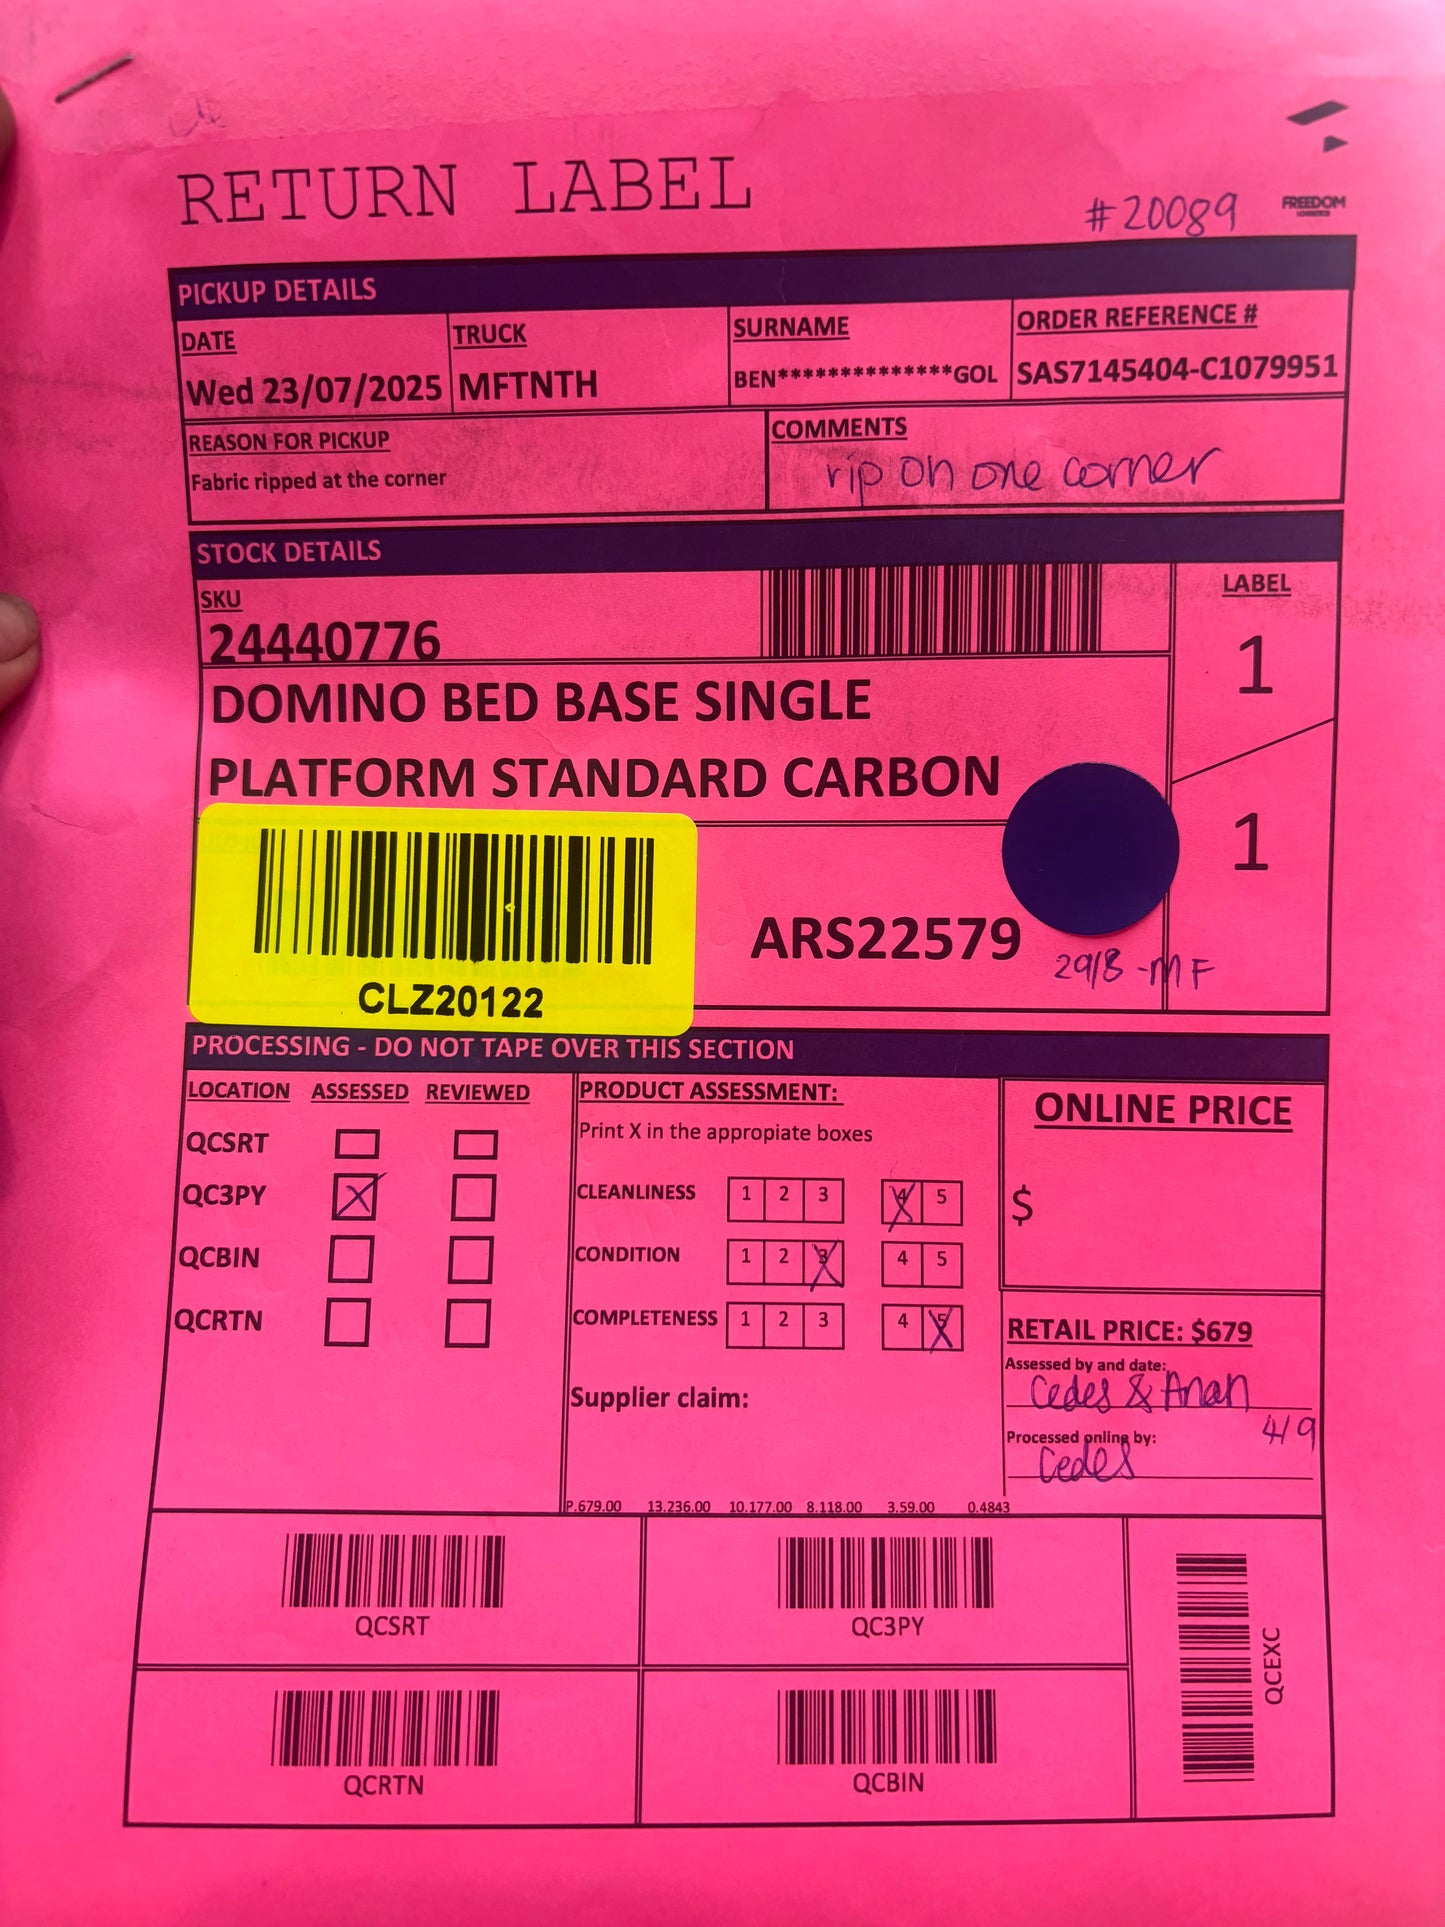 RETURN LABEL
#20089
FREEDOM
LOGISTICS
PICKUP DETAILS
DATE TRUCK SURNAME ORDER REFERENCE #
Wed 23/07/2025 MFTNTH BEN**************GOL SAS7145404-C1079951
REASON FOR PICKUP COMMENTS
Fabric ripped at the corner rip on one corner
STOCK DETAILS
SKU LABEL
24440776 1
DOMINO BED BASE SINGLE
PLATFORM STANDARD CARBON
1
ARS22579
29/8 - MF
CLZ20122
PROCESSING - DO NOT TAPE OVER THIS SECTION
LOCATION ASSESSED REVIEWED PRODUCT ASSESSMENT: ONLINE PRICE
Print X in the appropiate boxes
QCSRT
QC3PY X CLEANLINESS 1 2 3 4 5 $
QCBIN CONDITION 1 2 3 4 5
QCRTN COMPLETENESS 1 2 3 4 5
RETAIL PRICE: $679
Assessed by and date:
Cedes & Anah
4/9
Supplier claim:
Processed online by:
Cedes
P.679.00 13.236.00 10.177.00 8.118.00 3.59.00 0.4843
QCSRT QC3PY
QCEXC
QCRTN QCBIN